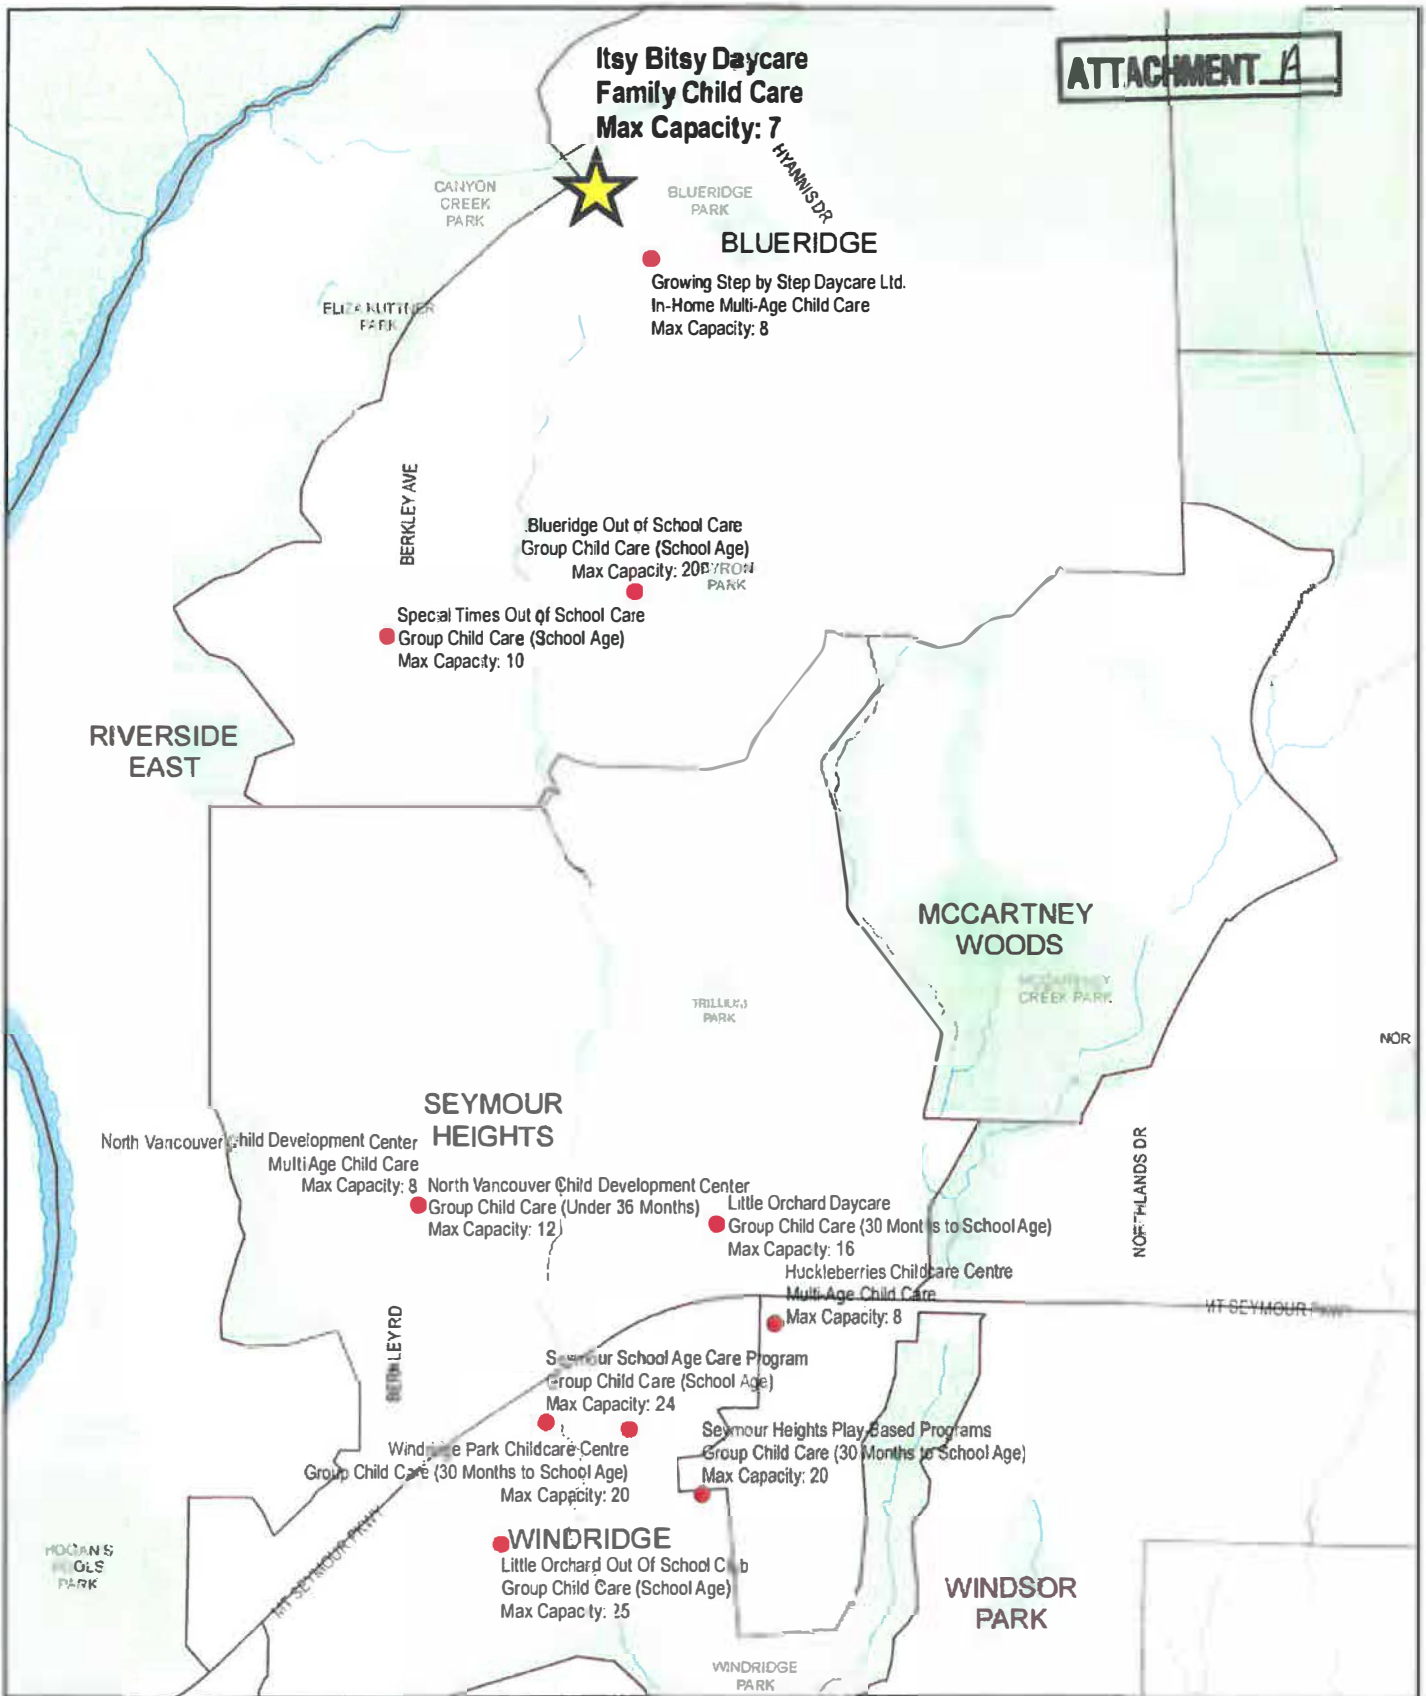 ATTACHMENT A
Itsy Bitsy Daycare
Family Child Care
Max Capacity: 7
HYANNIS DR
CANYON
CREEK
PARK
BLUERIDGE
PARK
BLUERIDGE
Growing Step by Step Daycare Ltd.
In-Home Multi-Age Child Care
Max Capacity: 8
PARK
BERKLEY AVE
Blueridge Out of School Care
Group Child Care (School Age)
Max Capacity: 20
PARK
Special Times Out of School Care
Group Child Care (School Age)
Max Capacity: 10
RIVERSIDE
EAST
MCCARTNEY
WOODS
CREEK PARK
PARK
NOR
SEYMOUR
HEIGHTS
North Vancouver Child Development Center
MultiAge Child Care
Max Capacity: 8
North Vancouver Child Development Center
Group Child Care (Under 36 Months)
Max Capacity: 12
NORTHLANDS DR
Little Orchard Daycare
Group Child Care (30 Months to School Age)
Max Capacity: 16
Huckleberries Childcare Centre
Multi-Age Child Care
Max Capacity: 8
MT SEYMOUR PKWY
BERKLEY RD
Seymour School Age Care Program
Group Child Care (School Age)
Max Capacity: 24
Windridge Park Childcare Centre
Group Child Care (30 Months to School Age)
Max Capacity: 20
Seymour Heights Play-Based Programs
Group Child Care (30 Months to School Age)
Max Capacity: 20
MT SEYMOUR PKWY
WINDRIDGE
Little Orchard Out Of School Club
Group Child Care (School Age)
Max Capacity: 25
PARK
WINDSOR
PARK
WINDRIDGE
PARK